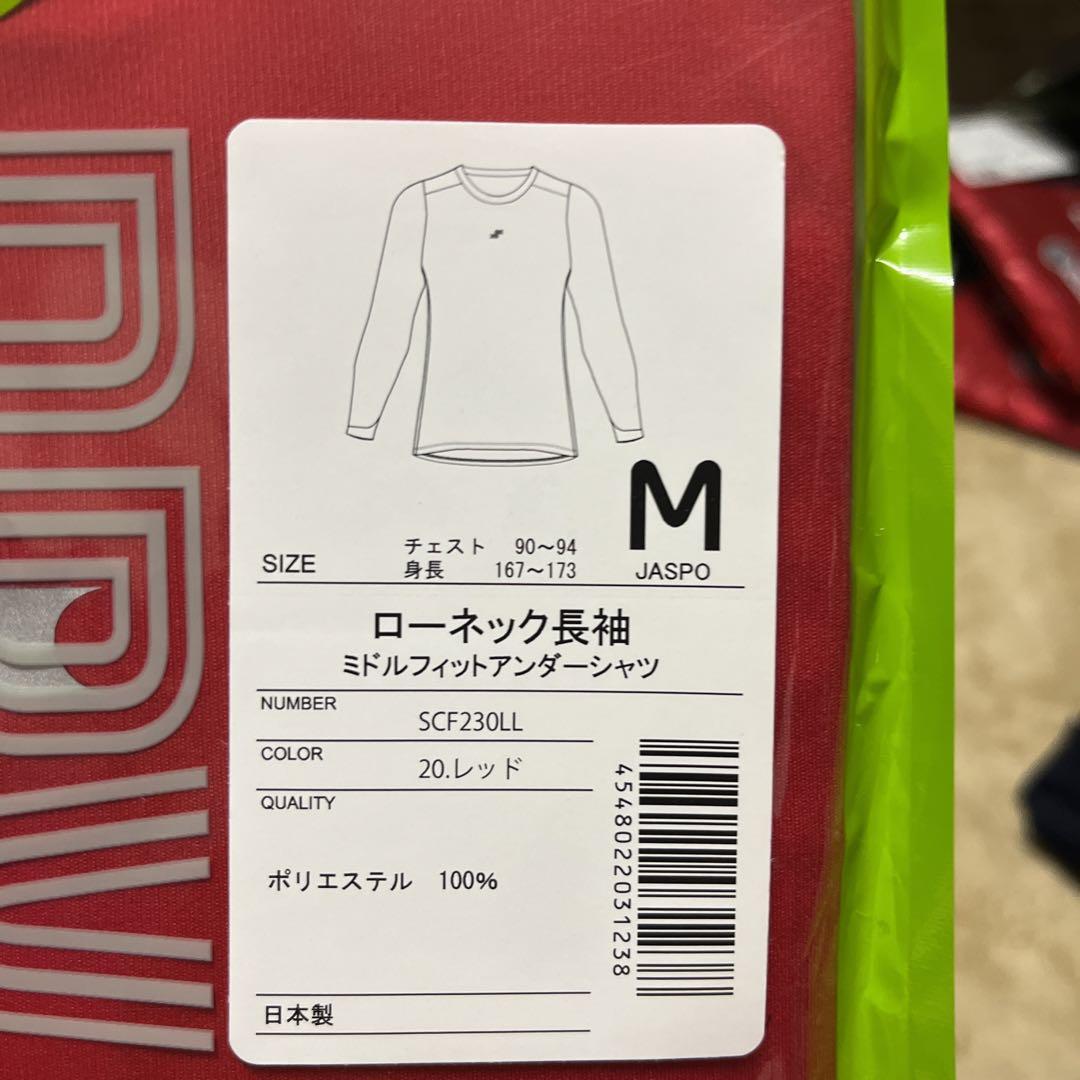 M
SIZE
チェスト 90〜94
身長 167〜173
JASPO
ローネック長袖
ミドルフィットアンダーシャツ
NUMBER
SCF230LL
COLOR
20.レッド
QUALITY
ポリエステル 100%
4548022031238
日本製